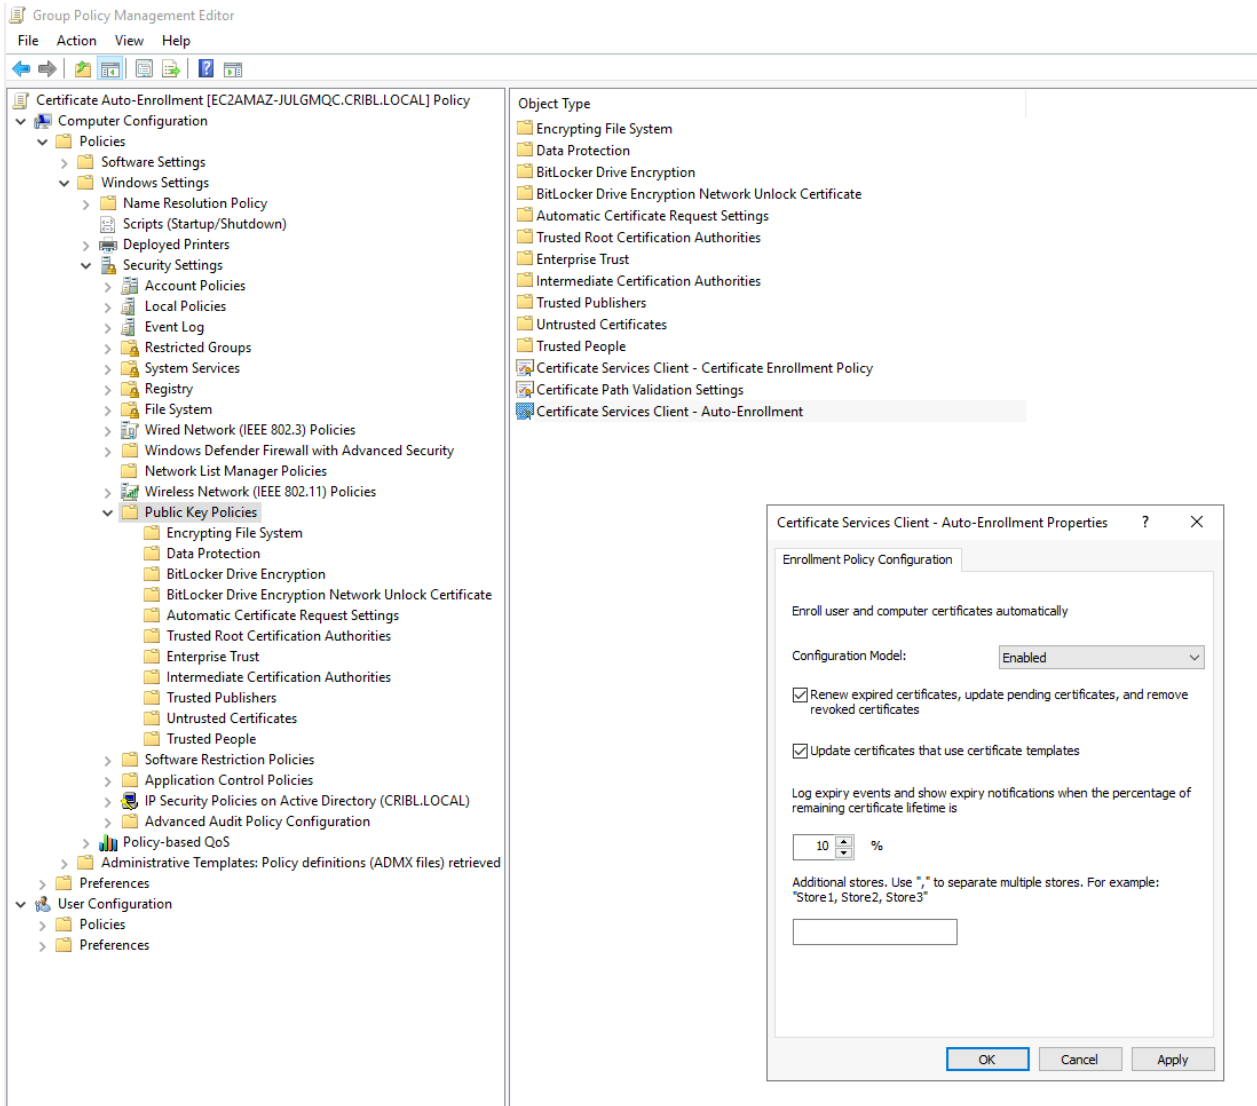 Group Policy Management Editor
File Action View Help
Certificate Auto-Enrollment [EC2AMAZ-JULGMQC.CRIBL.LOCAL] Policy
Computer Configuration
Policies
Software Settings
Windows Settings
Name Resolution Policy
Scripts (Startup/Shutdown)
Deployed Printers
Security Settings
Account Policies
Local Policies
Event Log
Restricted Groups
System Services
Registry
File System
Wired Network (IEEE 802.3) Policies
Windows Defender Firewall with Advanced Security
Network List Manager Policies
Wireless Network (IEEE 802.11) Policies
Public Key Policies
Encrypting File System
Data Protection
BitLocker Drive Encryption
BitLocker Drive Encryption Network Unlock Certificate
Automatic Certificate Request Settings
Trusted Root Certification Authorities
Enterprise Trust
Intermediate Certification Authorities
Trusted Publishers
Untrusted Certificates
Trusted People
Software Restriction Policies
Application Control Policies
IP Security Policies on Active Directory (CRIBL.LOCAL)
Advanced Audit Policy Configuration
Policy-based QoS
Administrative Templates: Policy definitions (ADMX files) retrieved
Preferences
User Configuration
Policies
Preferences
Object Type
Encrypting File System
Data Protection
BitLocker Drive Encryption
BitLocker Drive Encryption Network Unlock Certificate
Automatic Certificate Request Settings
Trusted Root Certification Authorities
Enterprise Trust
Intermediate Certification Authorities
Trusted Publishers
Untrusted Certificates
Trusted People
Certificate Services Client - Certificate Enrollment Policy
Certificate Path Validation Settings
Certificate Services Client - Auto-Enrollment
Certificate Services Client - Auto-Enrollment Properties ? ×
Enrollment Policy Configuration
Enroll user and computer certificates automatically
Configuration Model: Enabled
Renew expired certificates, update pending certificates, and remove
revoked certificates
Update certificates that use certificate templates
Log expiry events and show expiry notifications when the percentage of
remaining certificate lifetime is
10 %
Additional stores. Use "," to separate multiple stores. For example:
"Store1, Store2, Store3"
OK Cancel Apply